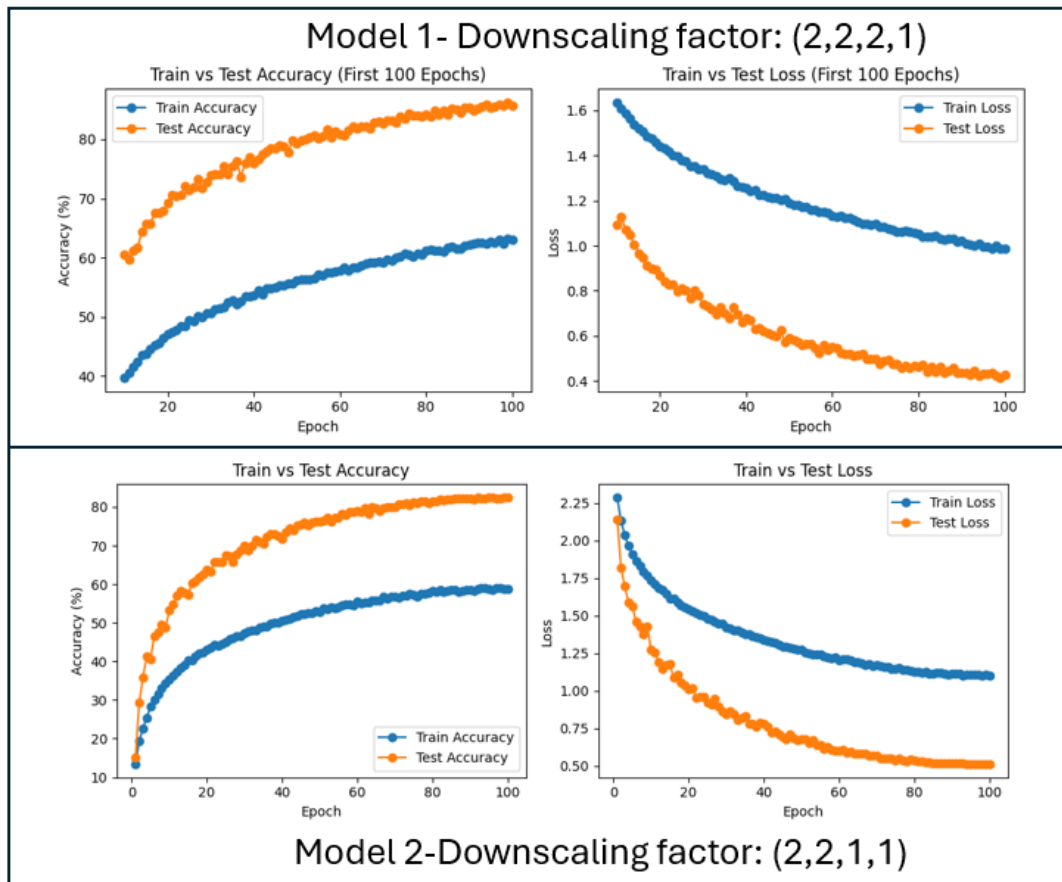 Model 1- Downscaling factor: (2,2,2,1)
Train vs Test Accuracy (First 100 Epochs)
Train Accuracy
Test Accuracy
Accuracy (%)
80
70
60
50
40
20 40 60 80 100
Epoch
Train vs Test Loss (First 100 Epochs)
Train Loss
Test Loss
Loss
1.6
1.4
1.2
1.0
0.8
0.6
0.4
20 40 60 80 100
Epoch
Train vs Test Accuracy
Accuracy (%)
80
70
60
50
40
30
20
10
Train Accuracy
Test Accuracy
0 20 40 60 80 100
Epoch
Train vs Test Loss
Train Loss
Test Loss
Loss
2.25
2.00
1.75
1.50
1.25
1.00
0.75
0.50
0 20 40 60 80 100
Epoch
Model 2-Downscaling factor: (2,2,1,1)